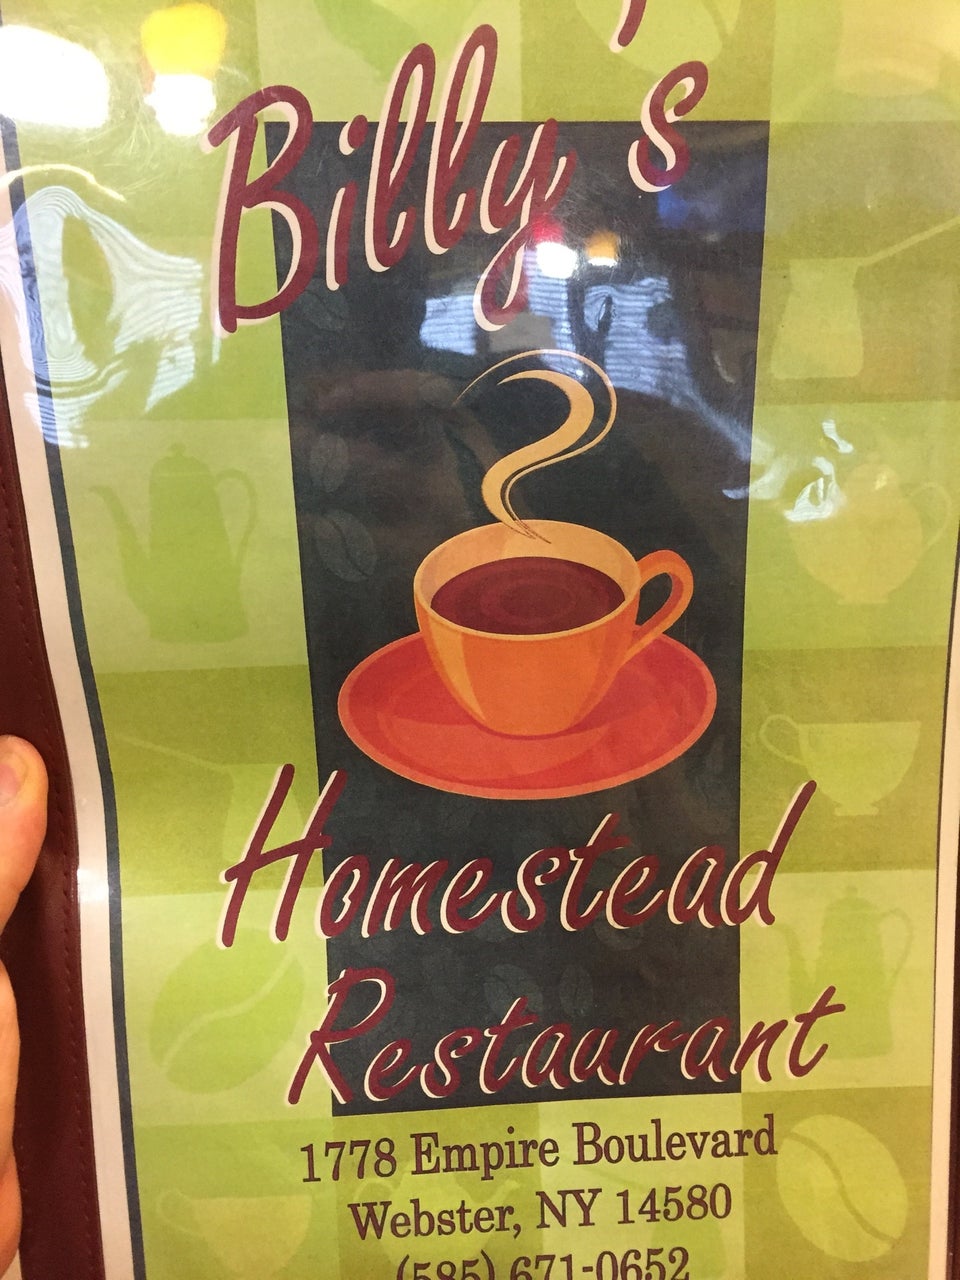 Billy's
Homestead
Restaurant
1778 Empire Boulevard
Webster, NY 14580
(585) 671-0652